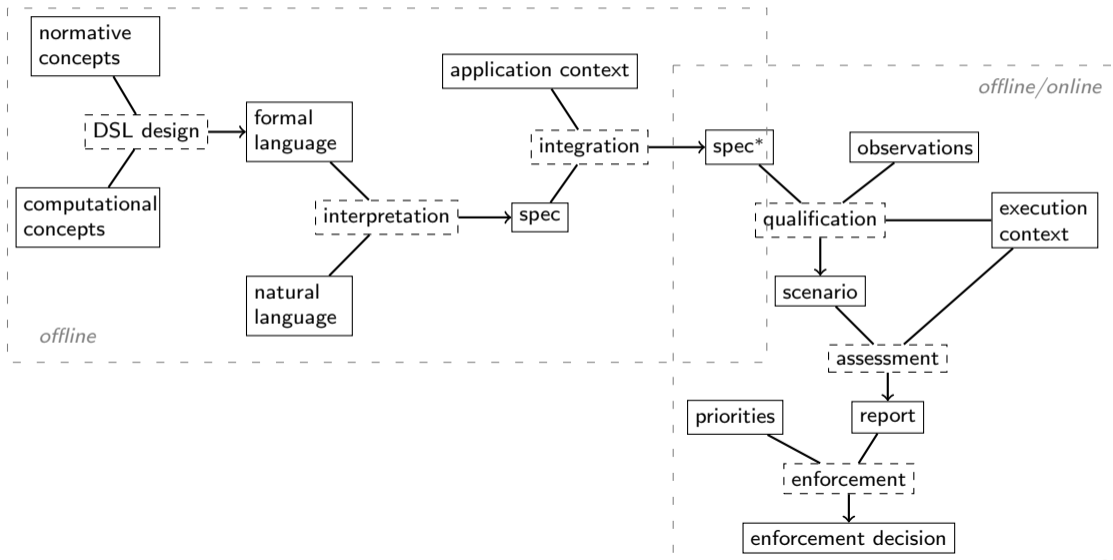 normative
concepts
DSL design
computational
concepts
formal
language
interpretation
natural
language
offline
application context
integration
spec
spec*
offline/online
observations
qualification
execution
context
scenario
assessment
priorities
report
enforcement
enforcement decision